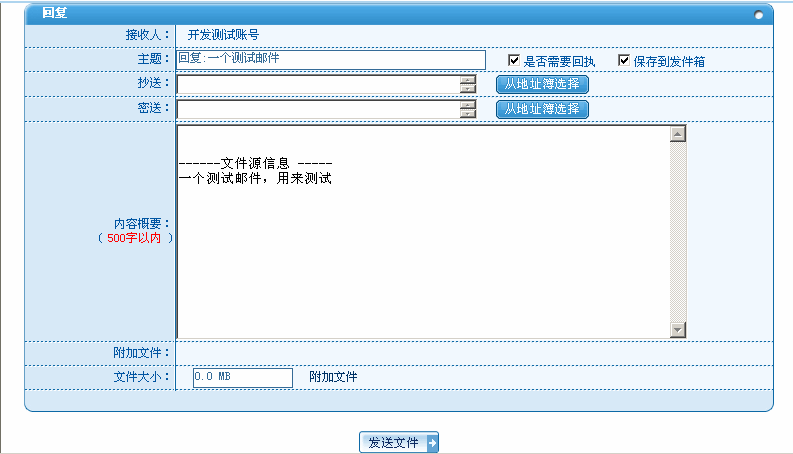 回复
接收人： 开发测试账号
主题： 回复:一个测试邮件 是否需要回执 保存到发件箱
抄送： 从地址簿选择
密送： 从地址簿选择
------文件源信息 -----
一个测试邮件，用来测试
内容概要：
（ 500字以内 ）
附加文件：
文件大小： 0.0 MB 附加文件
发送文件